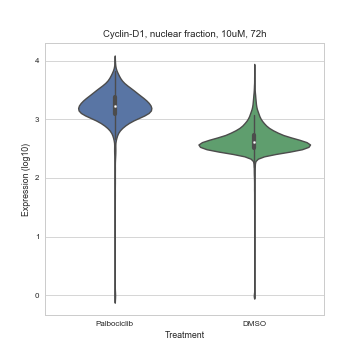 Cyclin-D1, nuclear fraction, 10uM, 72h
4
3
2
1
0
Expression (log10)
Palbociclib
DMSO
Treatment